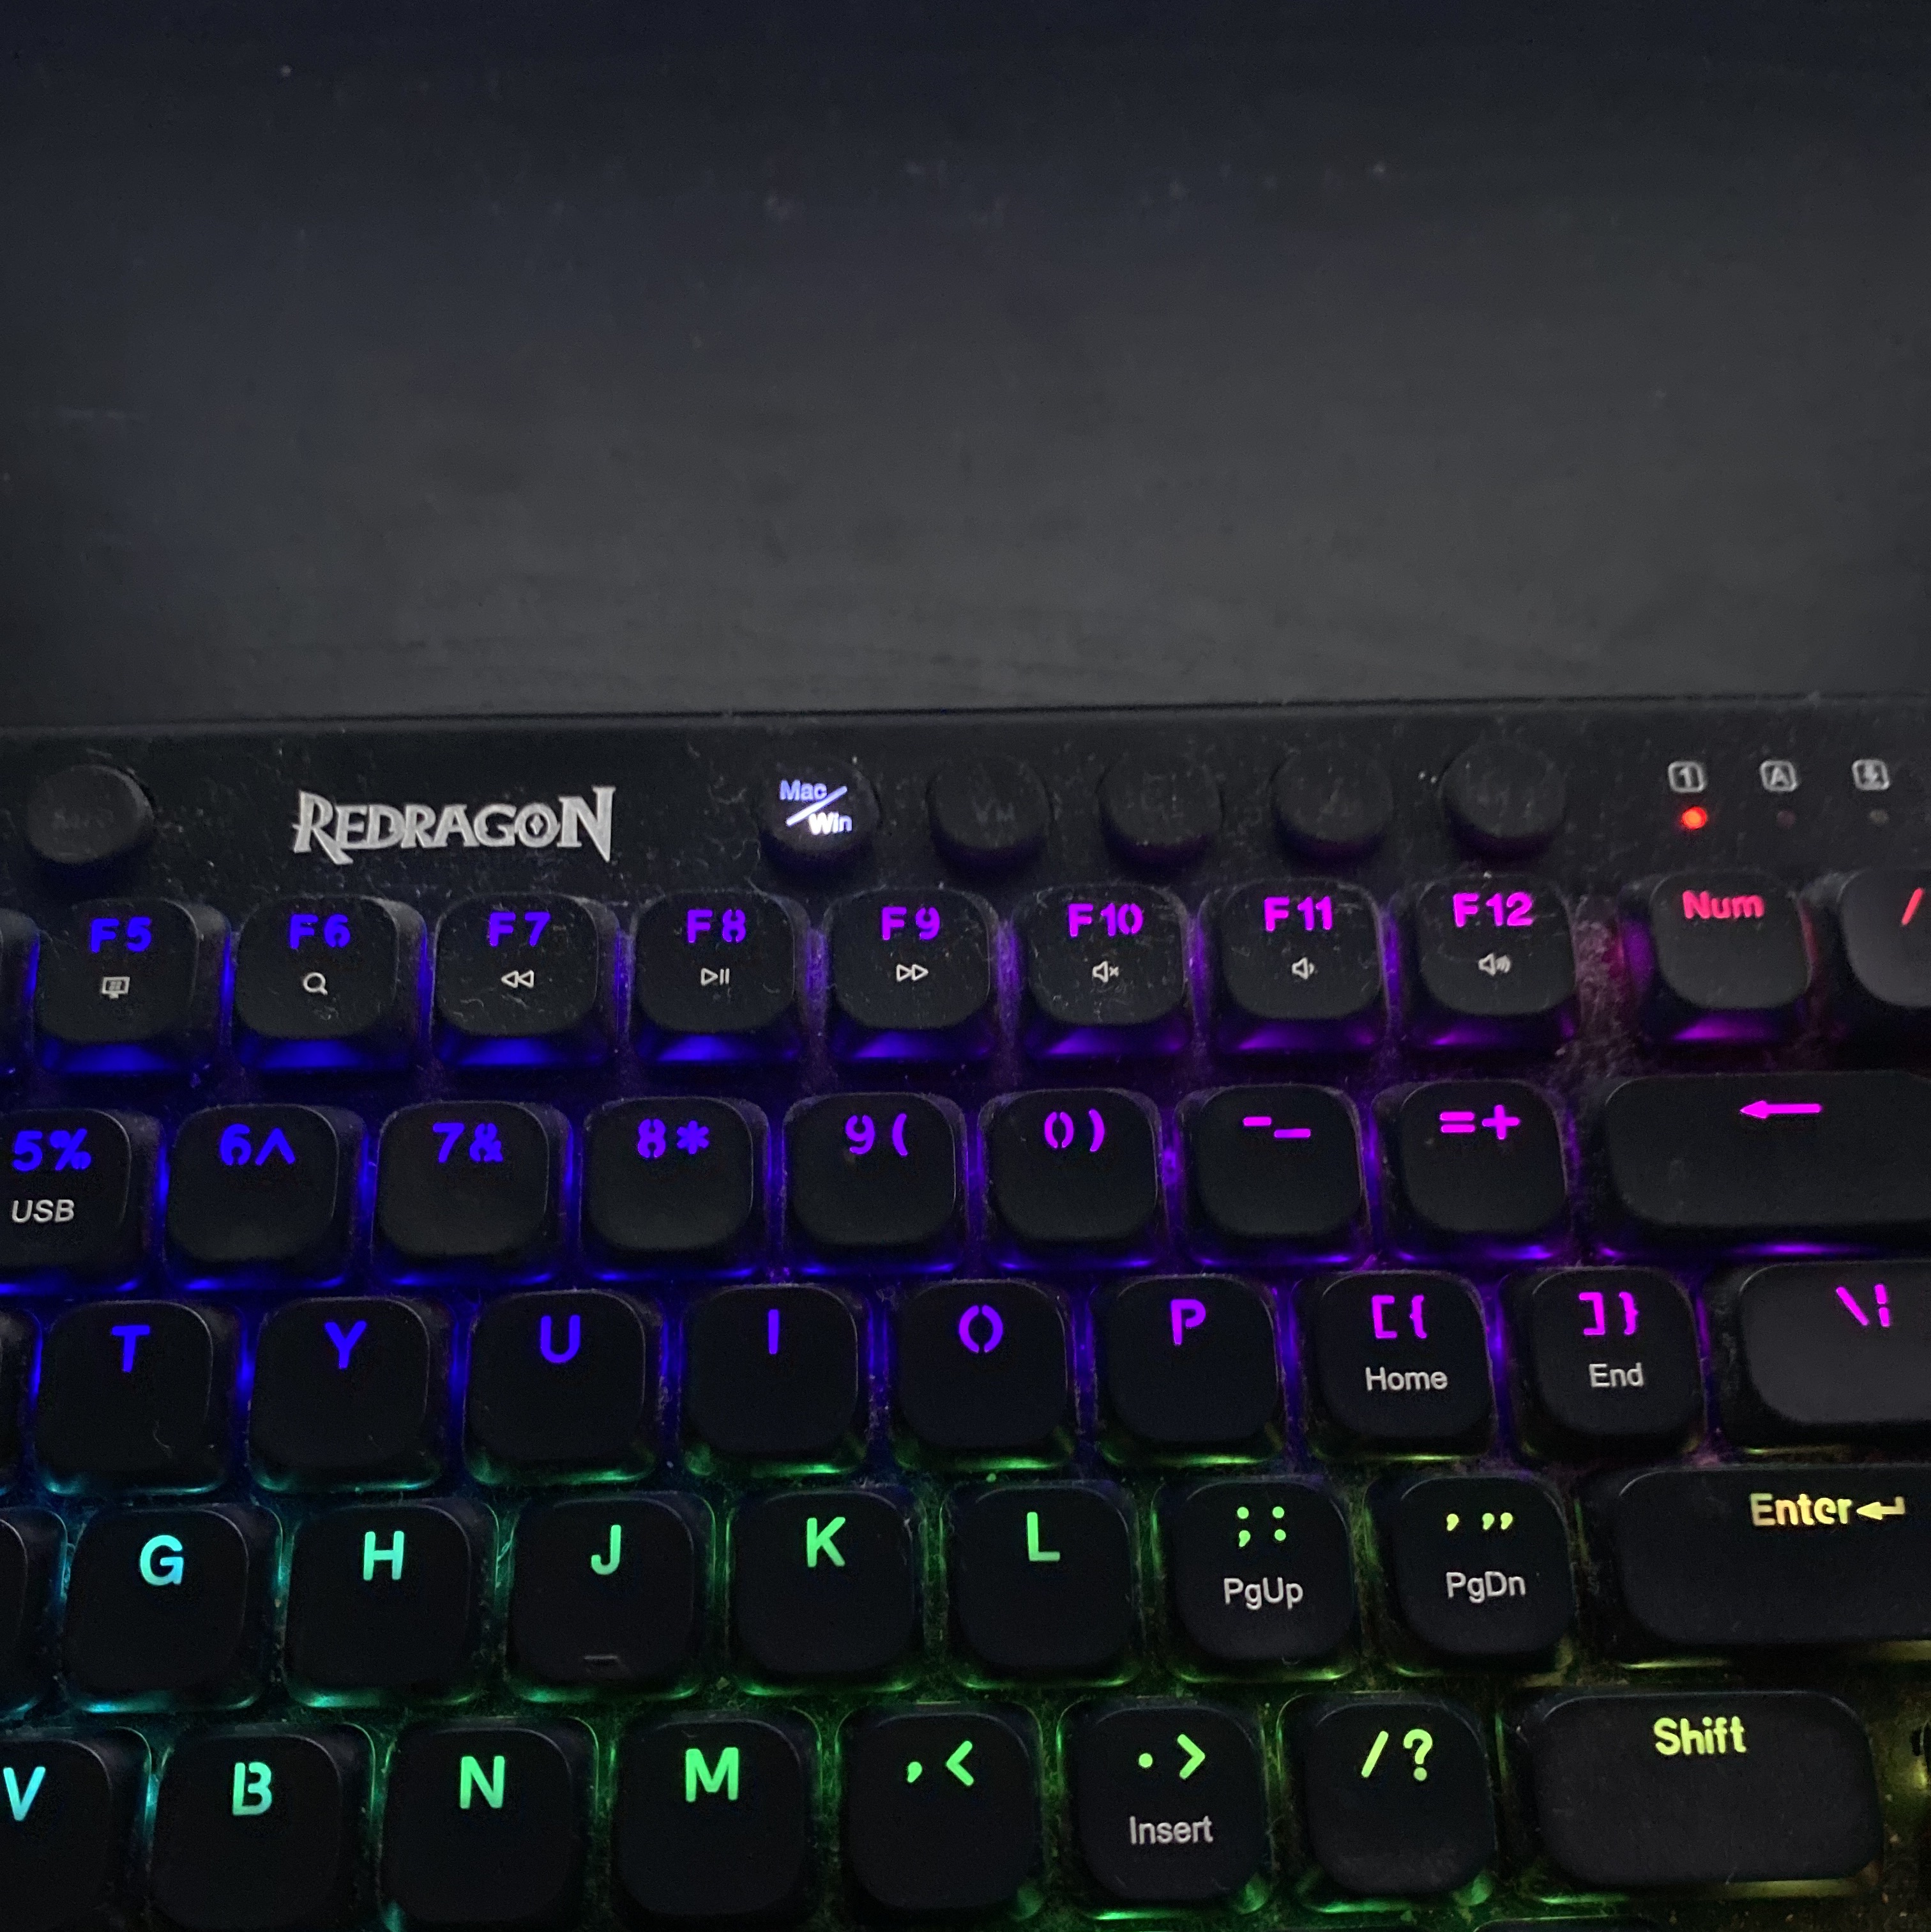 REDRAGON Mac/Win 1 A
F5 F6 F7 F8 F9 F10 F11 F12 Num /
5% 6^ 7& 8* 9( 0) -_ =+ ←
USB
T Y U I O P [{ ]} \|
Home End
G H J K L ;: '" Enter↵
PgUp PgDn
V B N M ,< .> /? Shift
Insert